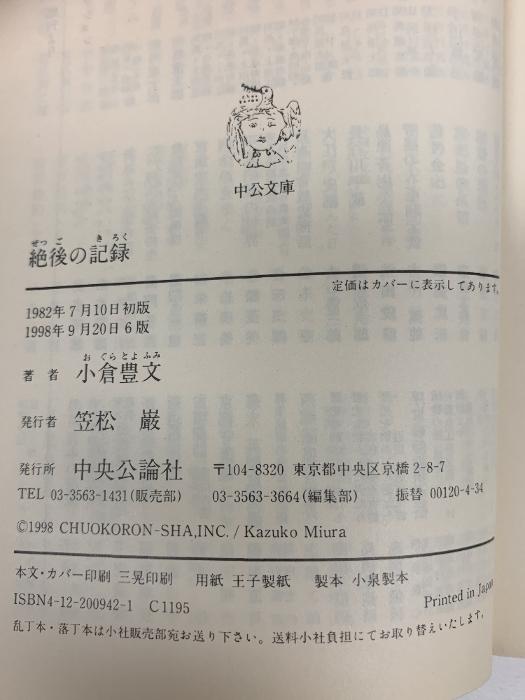 中公文庫
ぜつ ご き ろく
絶後の記録
定価はカバーに表示してあります。
1982年7月10日初版
1998年9月20日6版
お ぐら とよ ふみ
著者 小倉豊文
発行者 笠松 巌
発行所 中央公論社 〒104-8320 東京都中央区京橋2-8-7
TEL 03-3563-1431(販売部) 03-3563-3664(編集部) 振替 00120-4-34
©1998 CHUOKORON-SHA,INC. / Kazuko Miura
本文・カバー印刷 三晃印刷 用紙 王子製紙 製本 小泉製本
ISBN4-12-200942-1 C1195 Printed in Japan
乱丁本・落丁本は小社販売部宛お送り下さい。送料小社負担にてお取り替えいたします。